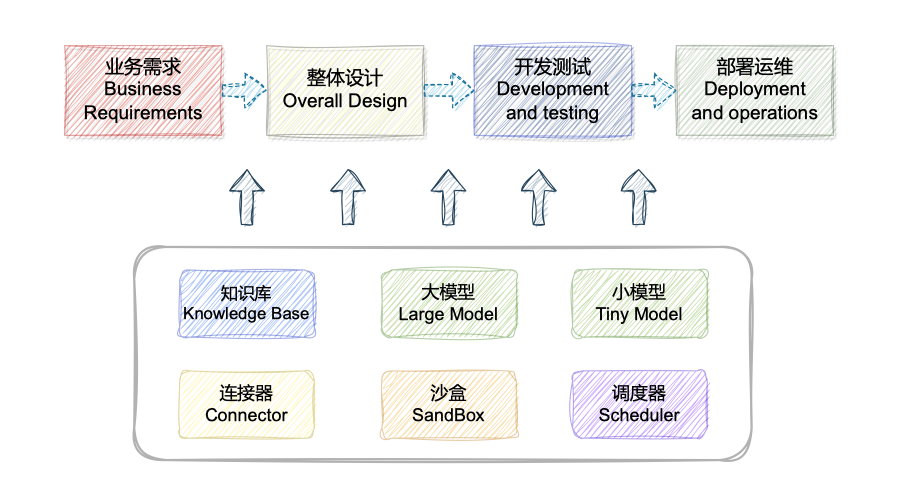 业务需求
Business
Requirements
整体设计
Overall Design
开发测试
Development
and testing
部署运维
Deployment
and operations
知识库
Knowledge Base
大模型
Large Model
小模型
Tiny Model
连接器
Connector
沙盒
SandBox
调度器
Scheduler